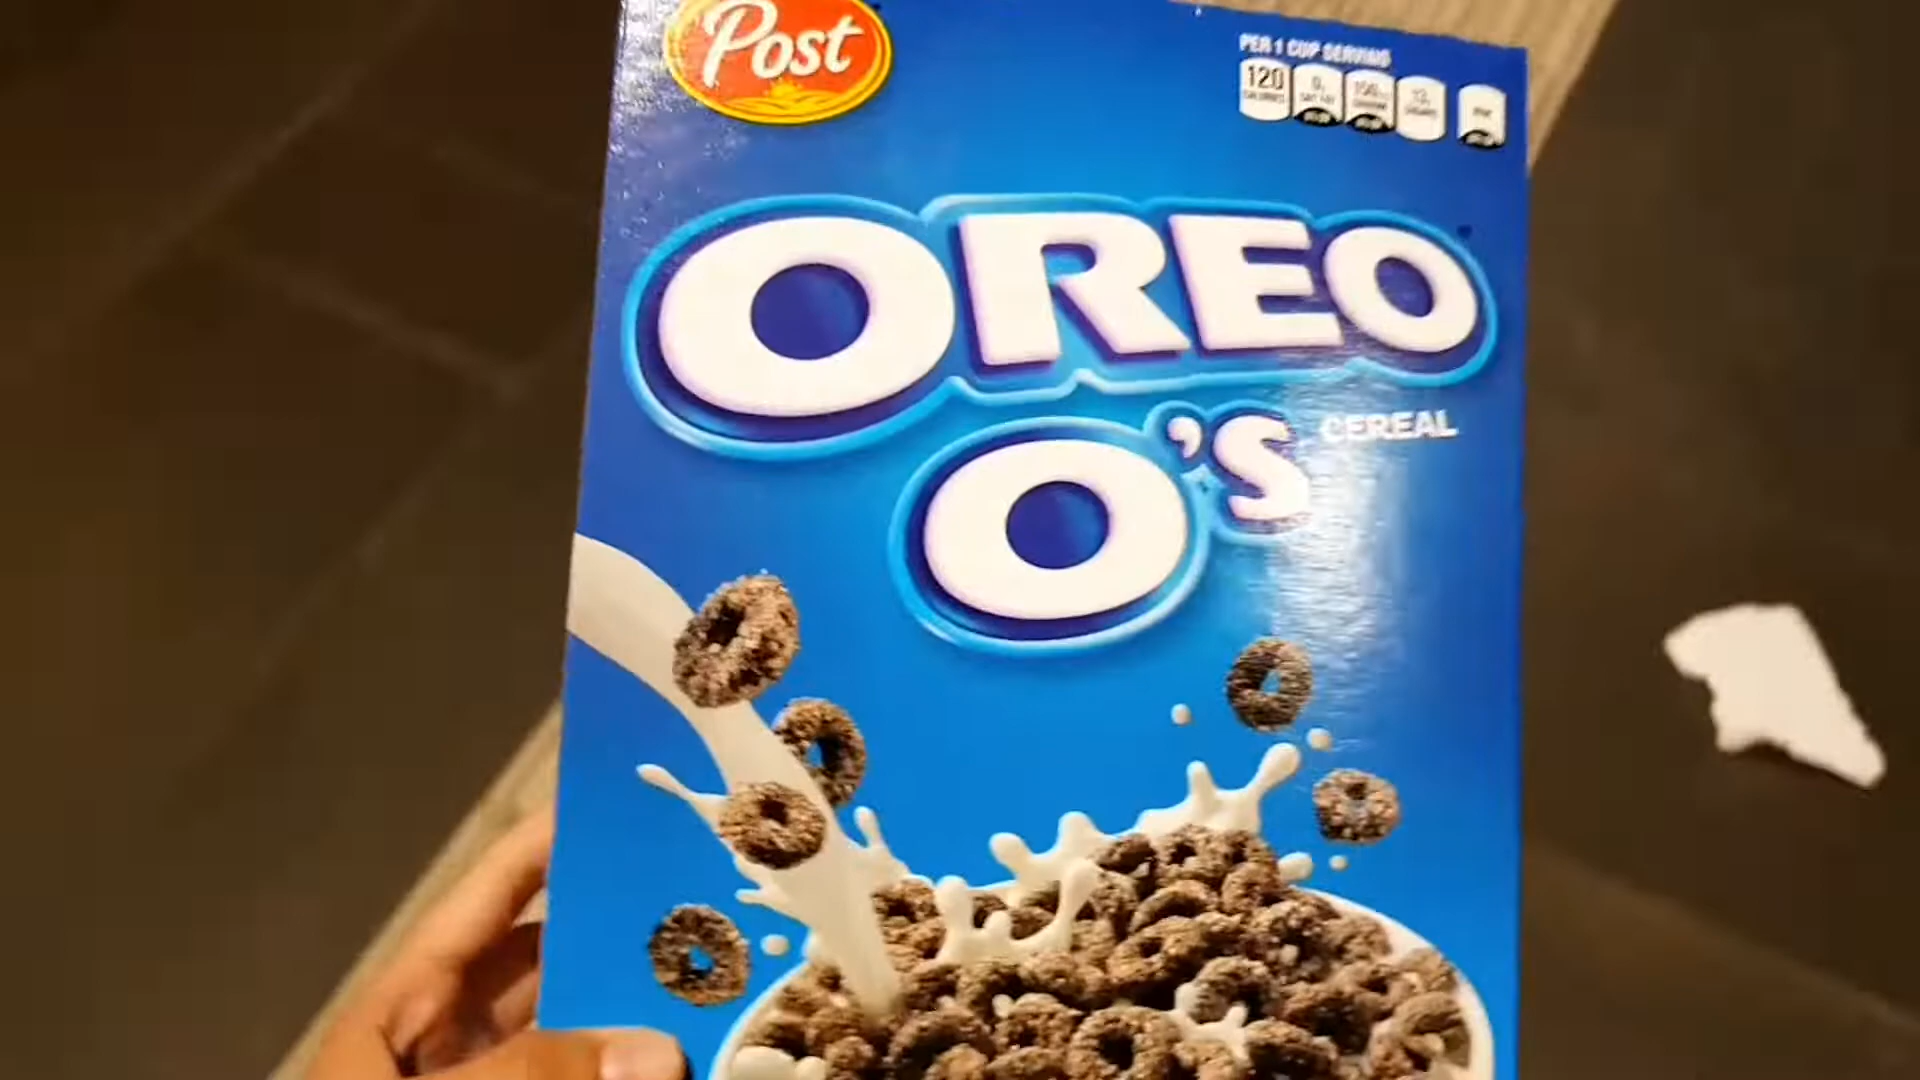 Post
PER 1 CUP SERVING
120
CALORIES
OREO
O'S
CEREAL